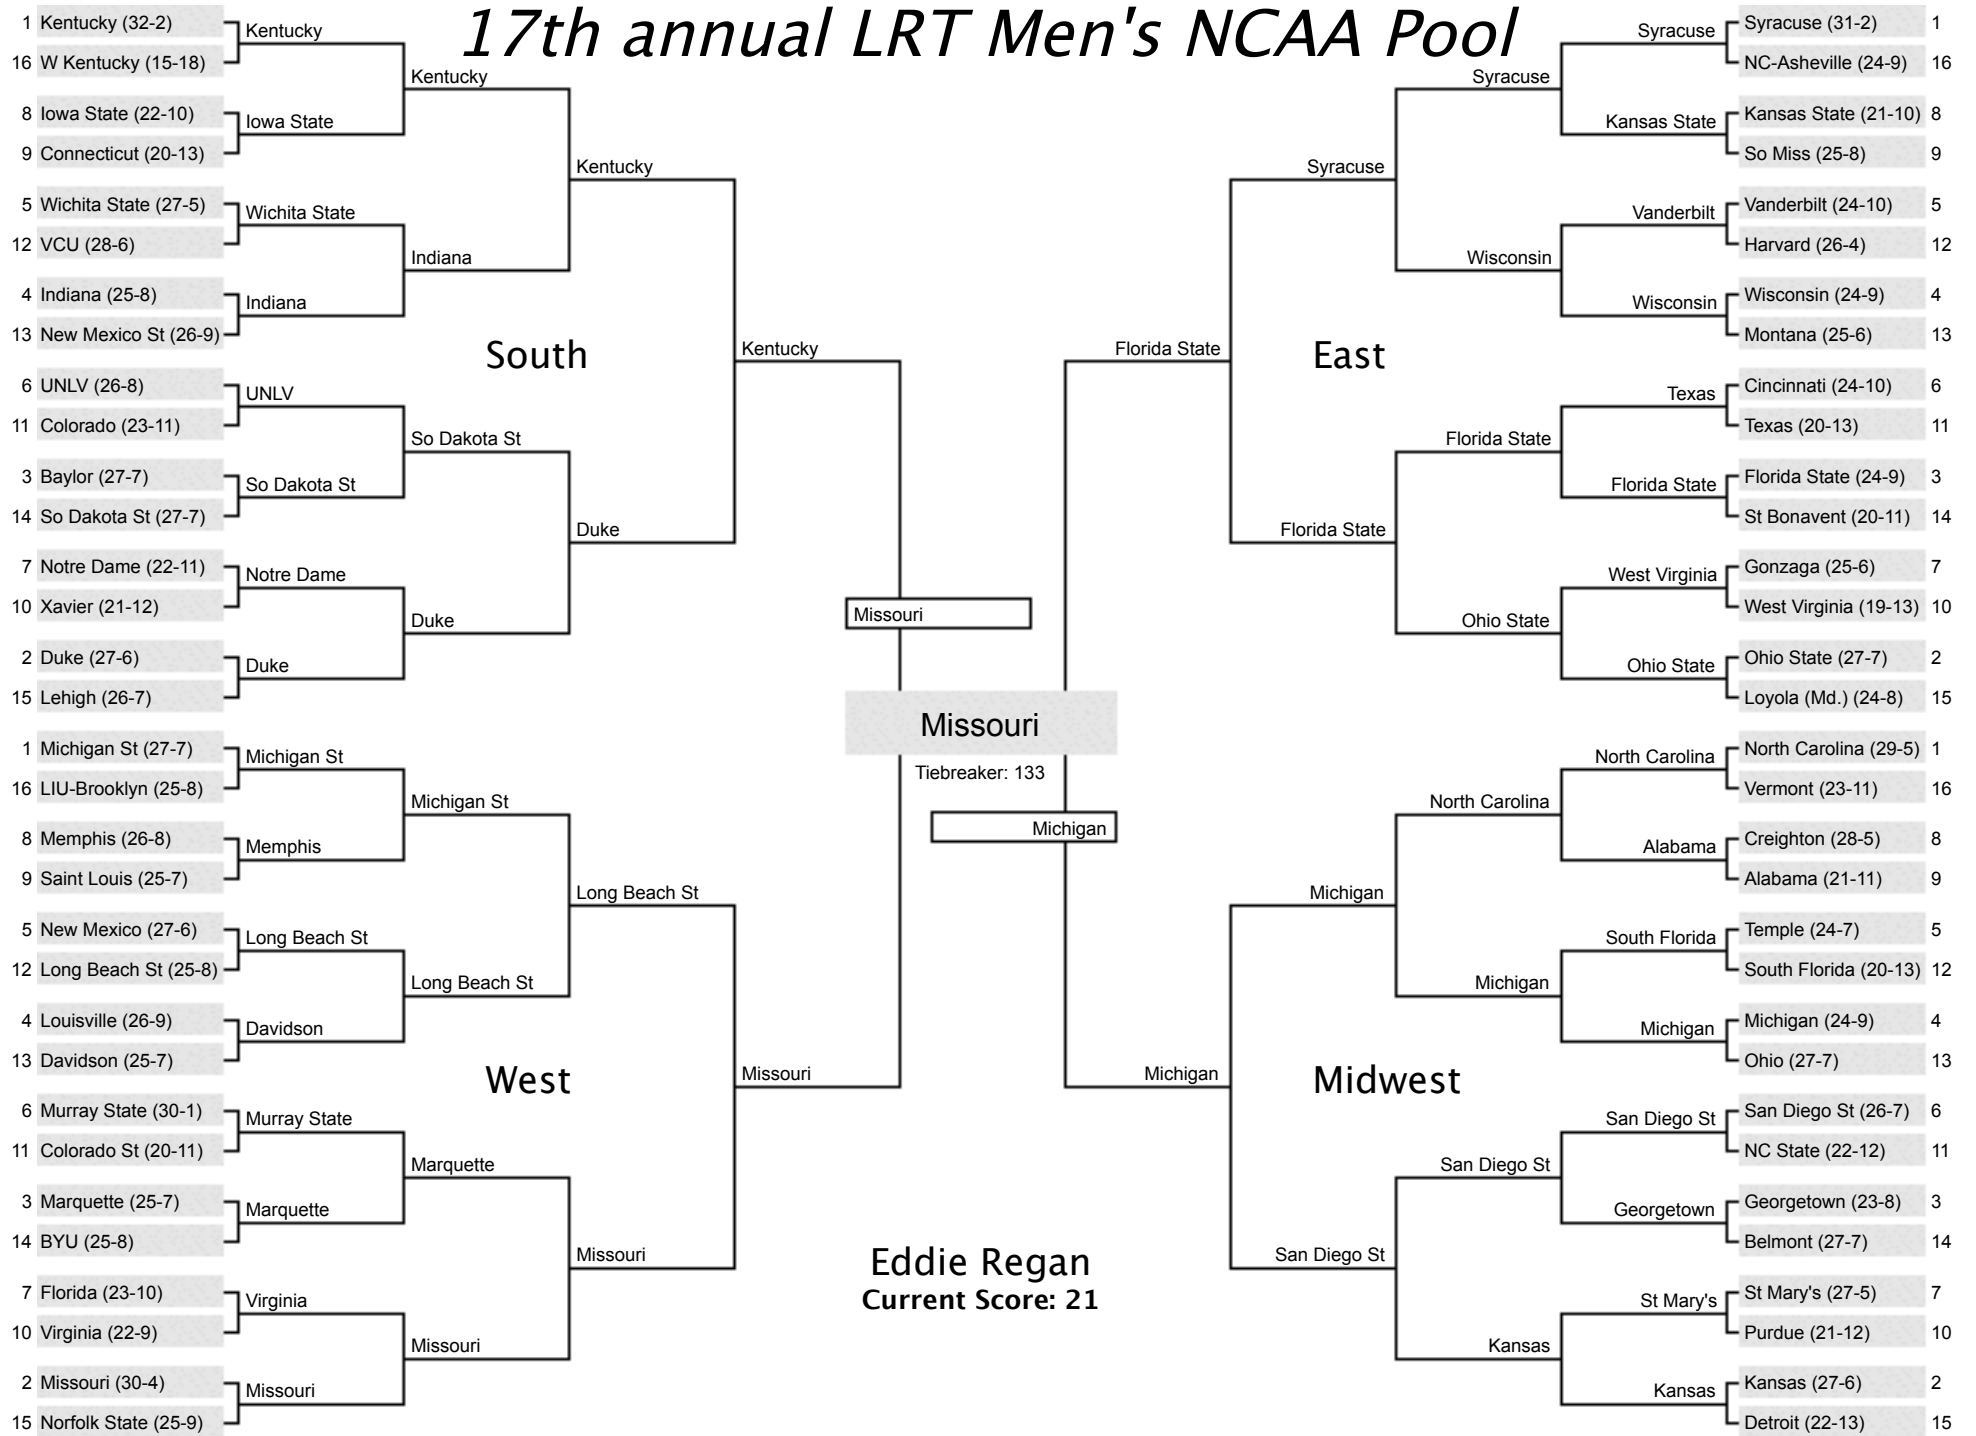 17th annual LRT Men's NCAA Pool
1 Kentucky (32-2)
Kentucky
16 W Kentucky (15-18)
Kentucky
8 Iowa State (22-10)
Iowa State
9 Connecticut (20-13)
Kentucky
5 Wichita State (27-5)
Wichita State
12 VCU (28-6)
Indiana
4 Indiana (25-8)
Indiana
13 New Mexico St (26-9)
South
Kentucky
6 UNLV (26-8)
UNLV
11 Colorado (23-11)
So Dakota St
3 Baylor (27-7)
So Dakota St
14 So Dakota St (27-7)
Duke
7 Notre Dame (22-11)
Notre Dame
10 Xavier (21-12)
Duke
2 Duke (27-6)
Duke
15 Lehigh (26-7)
1 Michigan St (27-7)
Michigan St
16 LIU-Brooklyn (25-8)
Michigan St
8 Memphis (26-8)
Memphis
9 Saint Louis (25-7)
Long Beach St
5 New Mexico (27-6)
Long Beach St
12 Long Beach St (25-8)
Long Beach St
4 Louisville (26-9)
Davidson
13 Davidson (25-7)
West
Missouri
6 Murray State (30-1)
Murray State
11 Colorado St (20-11)
Marquette
3 Marquette (25-7)
Marquette
14 BYU (25-8)
Missouri
7 Florida (23-10)
Virginia
10 Virginia (22-9)
Missouri
2 Missouri (30-4)
Missouri
15 Norfolk State (25-9)
Missouri
Missouri
Tiebreaker: 133
Michigan
Eddie Regan
Current Score: 21
Syracuse (31-2) 1
Syracuse
NC-Asheville (24-9) 16
Syracuse
Kansas State (21-10) 8
Kansas State
So Miss (25-8) 9
Syracuse
Vanderbilt (24-10) 5
Vanderbilt
Harvard (26-4) 12
Wisconsin
Wisconsin (24-9) 4
Wisconsin
Montana (25-6) 13
East
Florida State
Cincinnati (24-10) 6
Texas
Texas (20-13) 11
Florida State
Florida State (24-9) 3
Florida State
St Bonavent (20-11) 14
Florida State
Gonzaga (25-6) 7
West Virginia
West Virginia (19-13) 10
Ohio State
Ohio State (27-7) 2
Ohio State
Loyola (Md.) (24-8) 15
North Carolina (29-5) 1
North Carolina
Vermont (23-11) 16
North Carolina
Creighton (28-5) 8
Alabama
Alabama (21-11) 9
Michigan
Temple (24-7) 5
South Florida
South Florida (20-13) 12
Michigan
Michigan (24-9) 4
Michigan
Ohio (27-7) 13
Midwest
Michigan
San Diego St (26-7) 6
San Diego St
NC State (22-12) 11
San Diego St
Georgetown (23-8) 3
Georgetown
Belmont (27-7) 14
San Diego St
St Mary's (27-5) 7
St Mary's
Purdue (21-12) 10
Kansas
Kansas (27-6) 2
Kansas
Detroit (22-13) 15